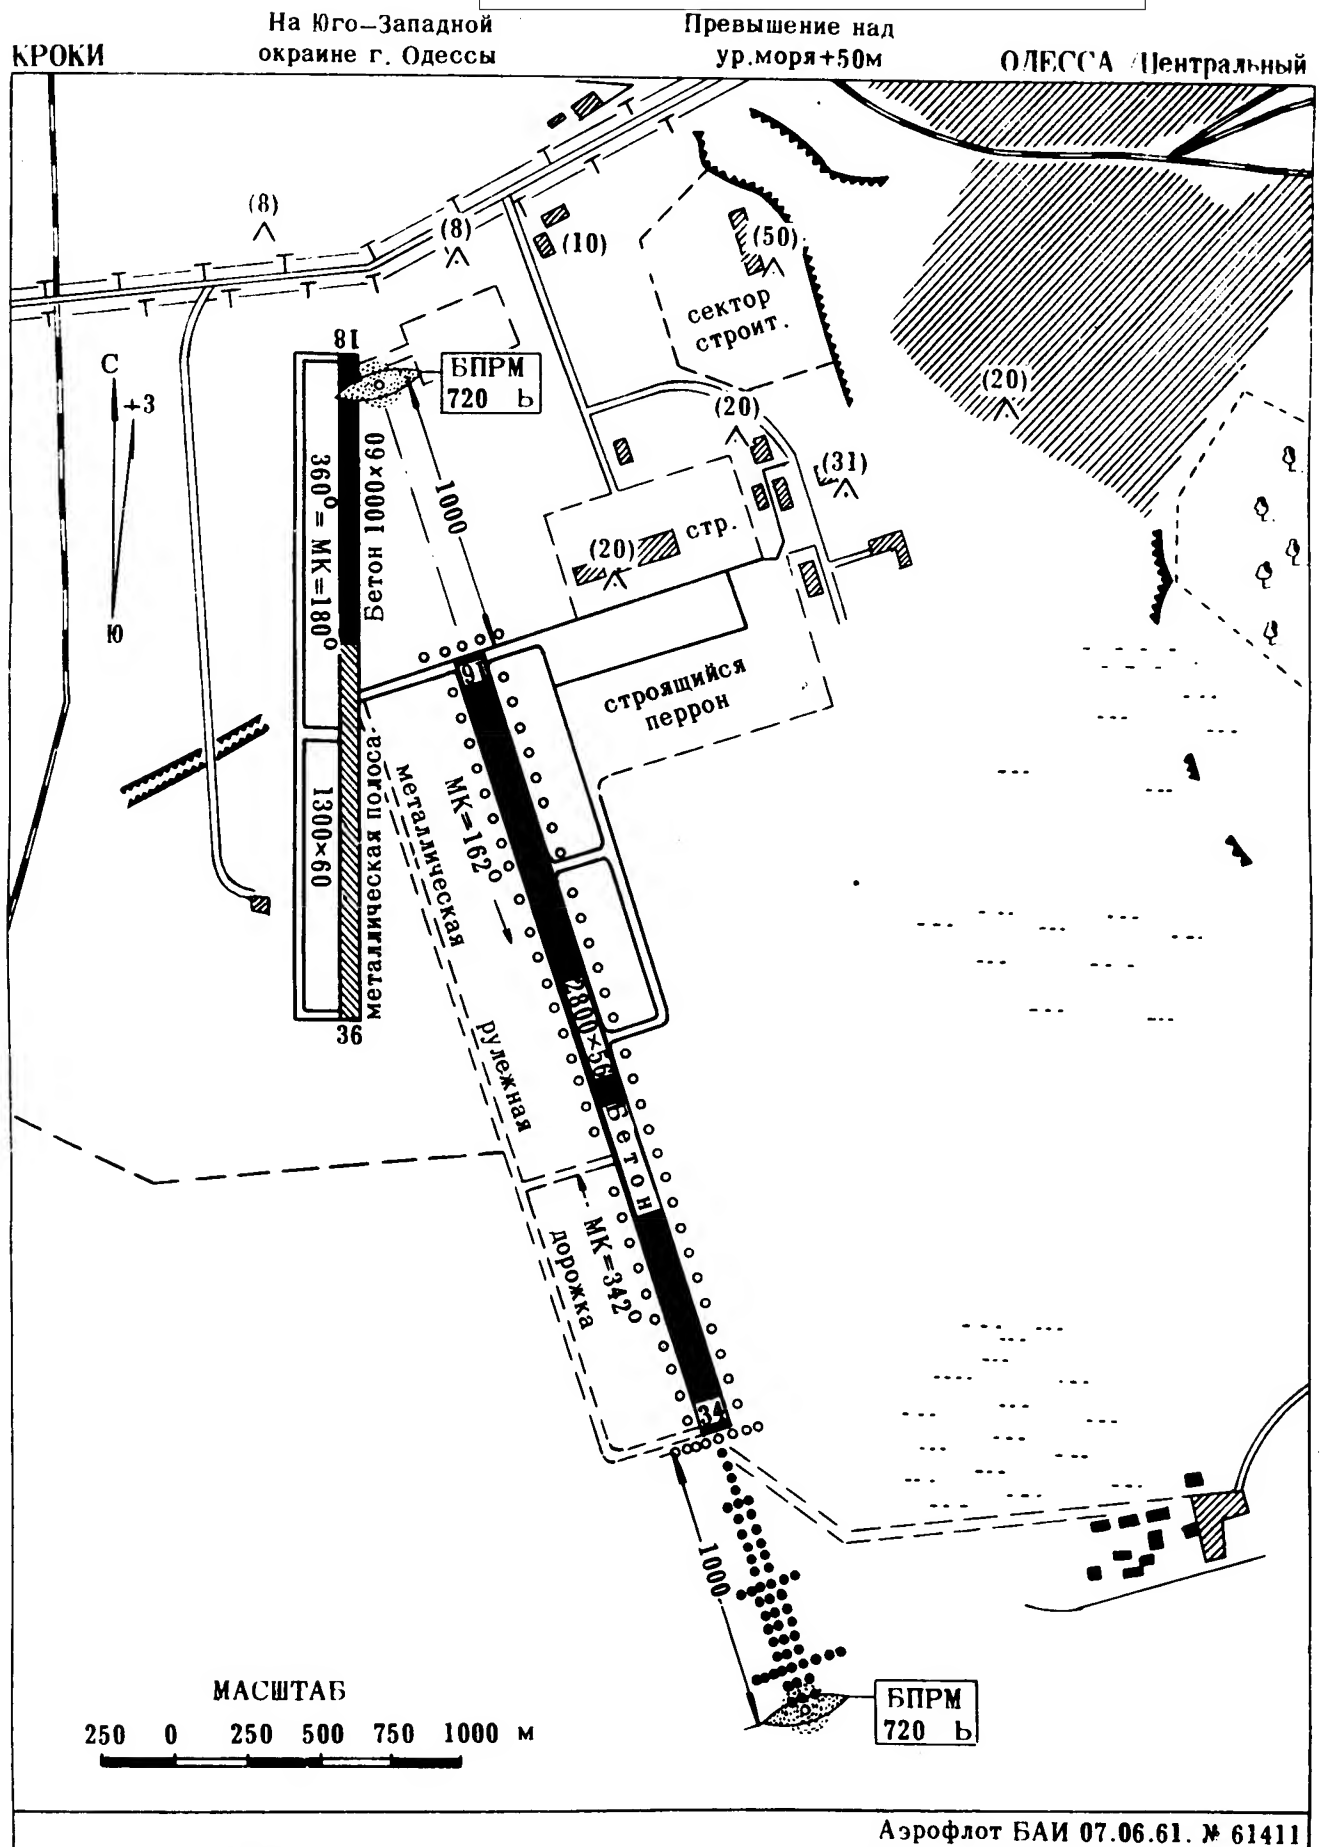 На Юго-Западной
окраине г. Одессы
Превышение над
ур.моря+50м
КРОКИ
ОДЕССА Центральный
(8)
(8)
(10)
(50)
сектор
строит.
18
С
+3
Ю
БПРМ
720 Ь
(20)
(20)
(31)
360° = МК=180°
Бетон 1000×60
1000
(20)
стр.
16
строящийся
перрон
1300×60
металлическая полоса
36
металлическая
рулежная
дорожка
МК=162°
2800×56
Бетон
МК=342°
34
1000
БПРМ
720 Ь
МАСШТАБ
250 0 250 500 750 1000 м
Аэрофлот БАИ 07.06.61. № 61411